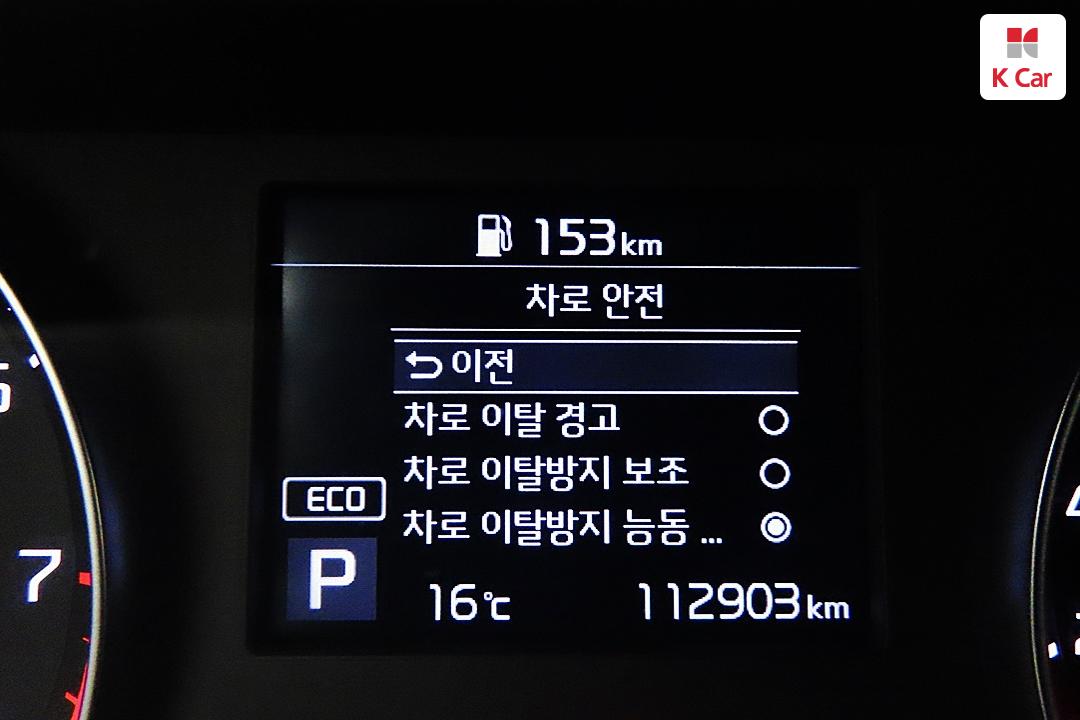 K Car
153km
차로 안전
이전
차로 이탈 경고
차로 이탈방지 보조
차로 이탈방지 능동 ...
ECO
P
16℃ 112903km
7